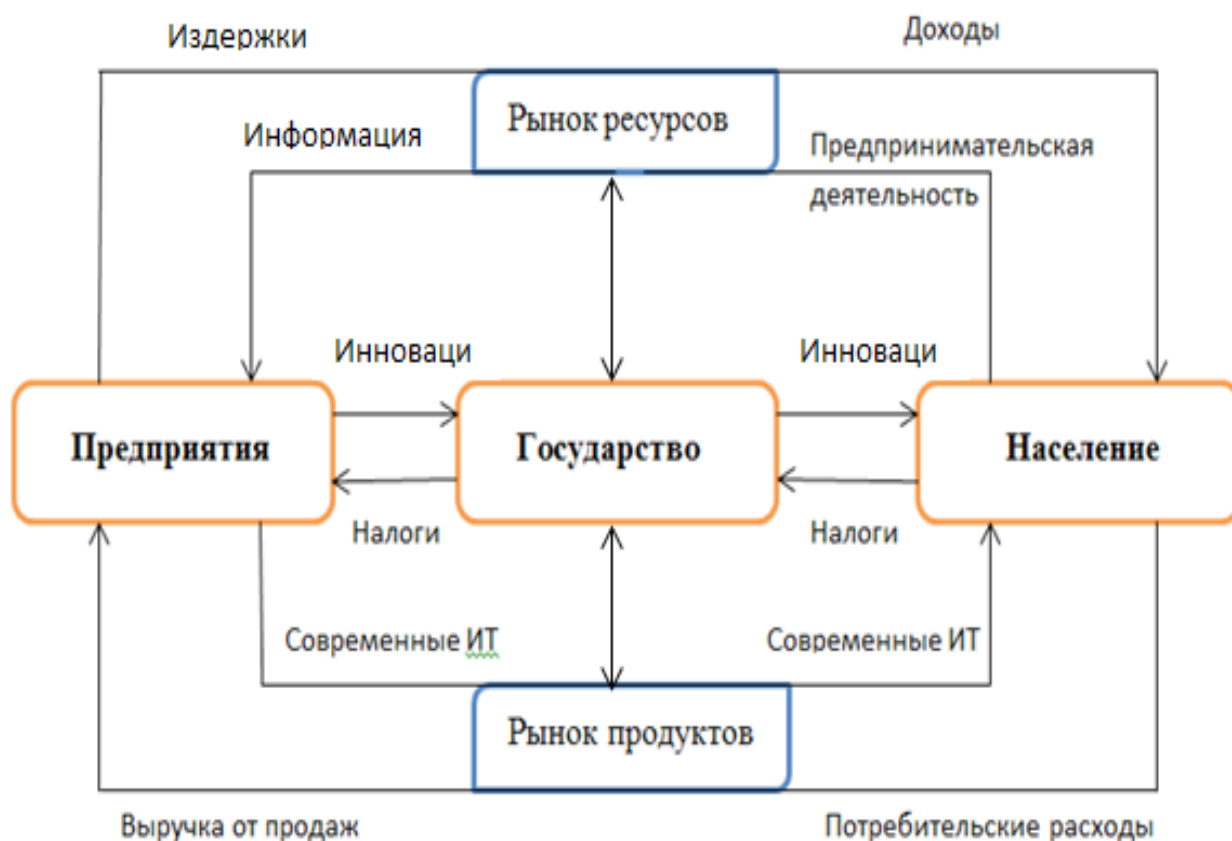 Издержки
Доходы
Рынок ресурсов
Информация
Предпринимательская
деятельность
Инноваци
Инноваци
Предприятия
Государство
Население
Налоги
Налоги
Современные ИТ
Современные ИТ
Рынок продуктов
Выручка от продаж
Потребительские расходы